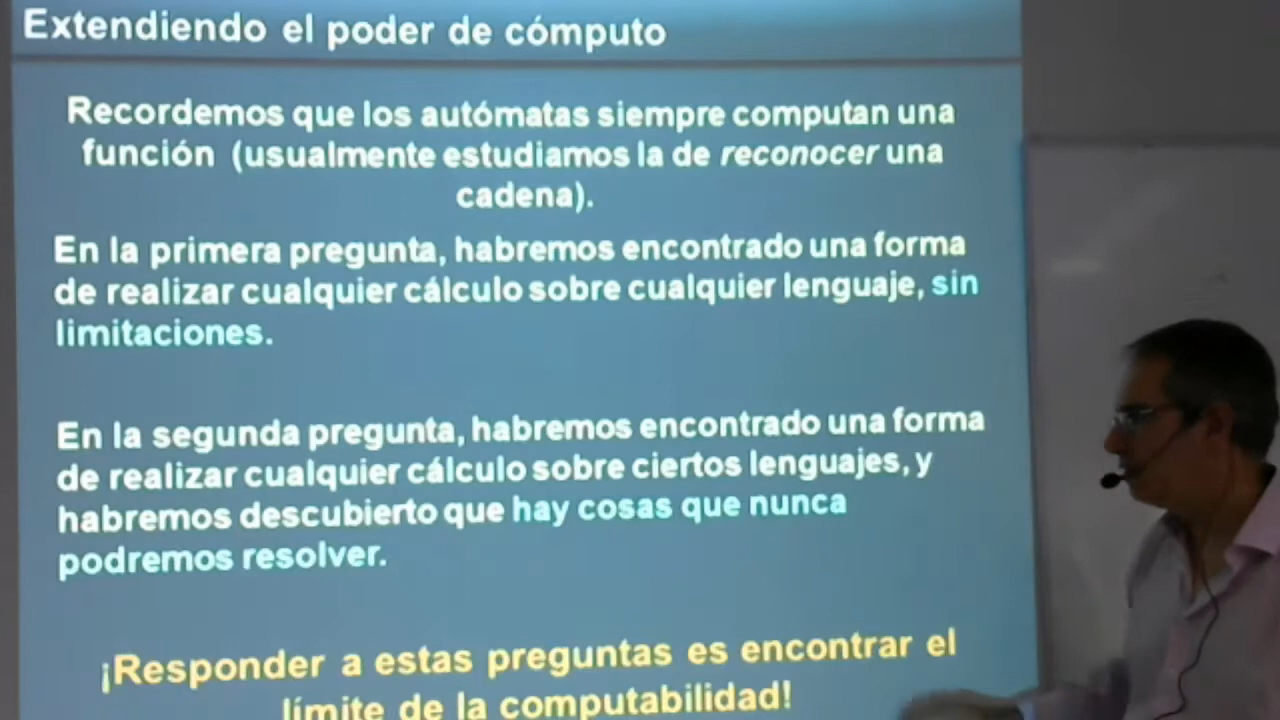 Extendiendo el poder de cómputo
Recordemos que los autómatas siempre computan una
función (usualmente estudiamos la de reconocer una
cadena).
En la primera pregunta, habremos encontrado una forma
de realizar cualquier cálculo sobre cualquier lenguaje, sin
limitaciones.
En la segunda pregunta, habremos encontrado una forma
de realizar cualquier cálculo sobre ciertos lenguajes, y
habremos descubierto que hay cosas que nunca
podremos resolver.
¡Responder a estas preguntas es encontrar el
límite de la computabilidad!